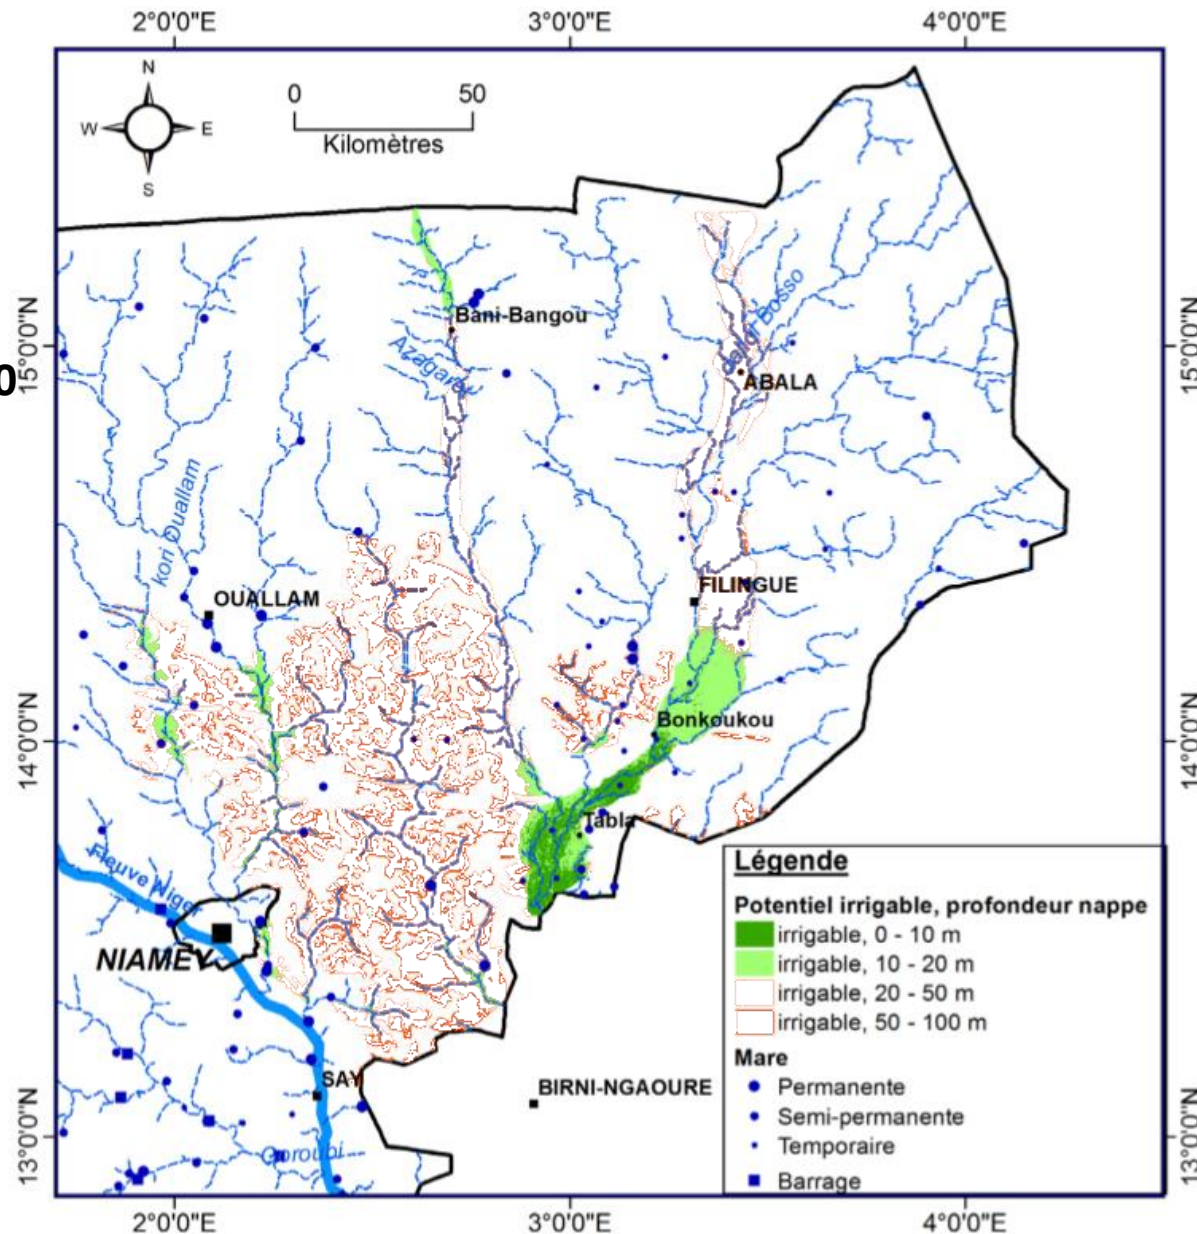 2°0'0"E 3°0'0"E 4°0'0"E
N
W E
S
0 50
Kilomètres
15°0'0"N 15°0'0"N
0
Bani-Bangou
Azagaret
Dallol Bosso
ABALA
kori Ouallam
OUALLAM
FILINGUE
14°0'0"N 14°0'0"N
Bonkoukou
Tabla
Fleuve Niger
NIAMEY
SAY
BIRNI-NGAOURE
Goroubi
13°0'0"N 13°0'0"N
Légende
Potentiel irrigable, profondeur nappe
irrigable, 0 - 10 m
irrigable, 10 - 20 m
irrigable, 20 - 50 m
irrigable, 50 - 100 m
Mare
Permanente
Semi-permanente
Temporaire
Barrage
2°0'0"E 3°0'0"E 4°0'0"E